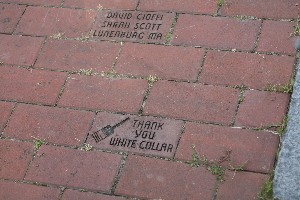 DAVID CIOFFI
SARAH SCOTT
LUNENBURG MA
THANK
YOU
WHITE COLLAR